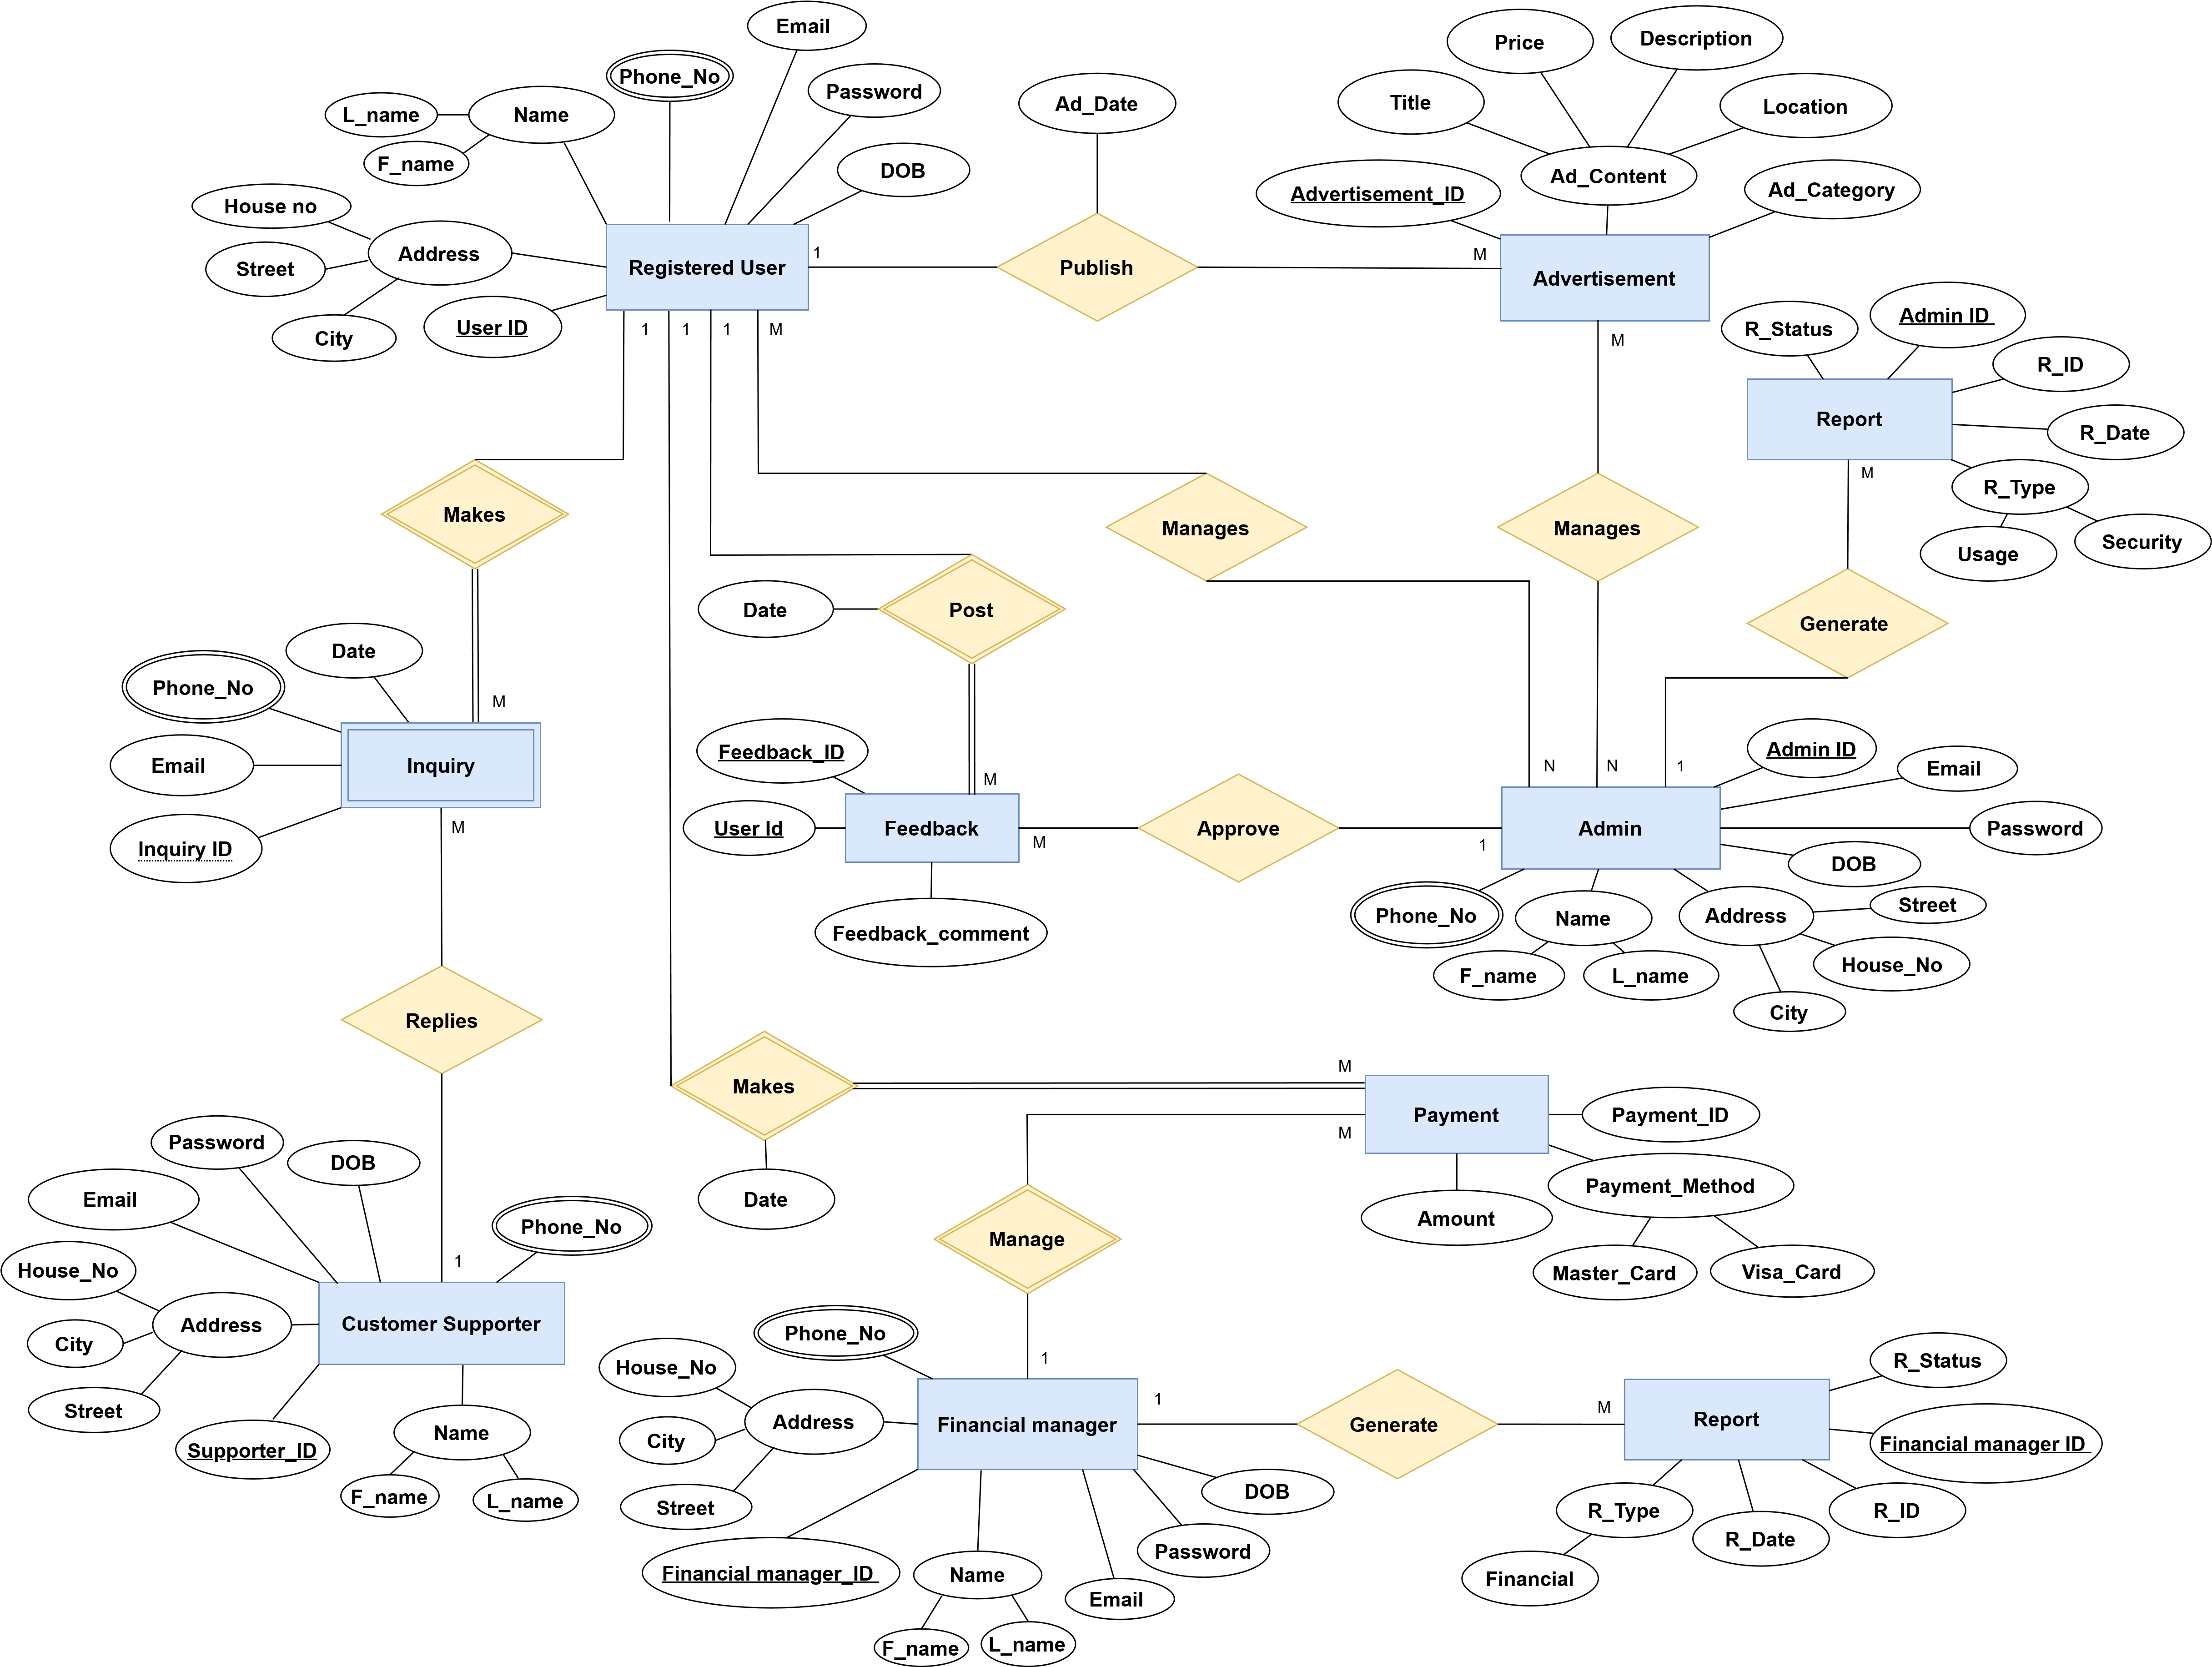 Email
Price
Description
Phone_No
Password
Ad_Date
Title
Location
L_name
Name
F_name
DOB
Ad_Content
Advertisement_ID
Ad_Category
House no
Address
Street
City
User ID
Registered User
1
Publish
M
Advertisement
1
1
1
M
M
R_Status
Admin ID
R_ID
Report
R_Date
M
R_Type
Usage
Security
Makes
Manages
Manages
Date
Post
Generate
Phone_No
Date
M
Email
Inquiry
Inquiry ID
M
Feedback_ID
M
User Id
Feedback
M
Approve
Feedback_comment
N
N
1
1
Admin
Admin ID
Email
Password
DOB
Phone_No
Name
Address
Street
House_No
F_name
L_name
City
Replies
Makes
Date
M
M
Payment
Payment_ID
Payment_Method
Amount
Master_Card
Visa_Card
Manage
Password
DOB
Email
Phone_No
House_No
1
Address
Customer Supporter
City
Street
Supporter_ID
Name
F_name
L_name
Phone_No
House_No
1
Address
City
Street
Financial manager
1
Generate
M
Report
R_Status
Financial manager ID
R_Type
R_ID
R_Date
Financial
DOB
Password
Financial manager_ID
Name
Email
F_name
L_name